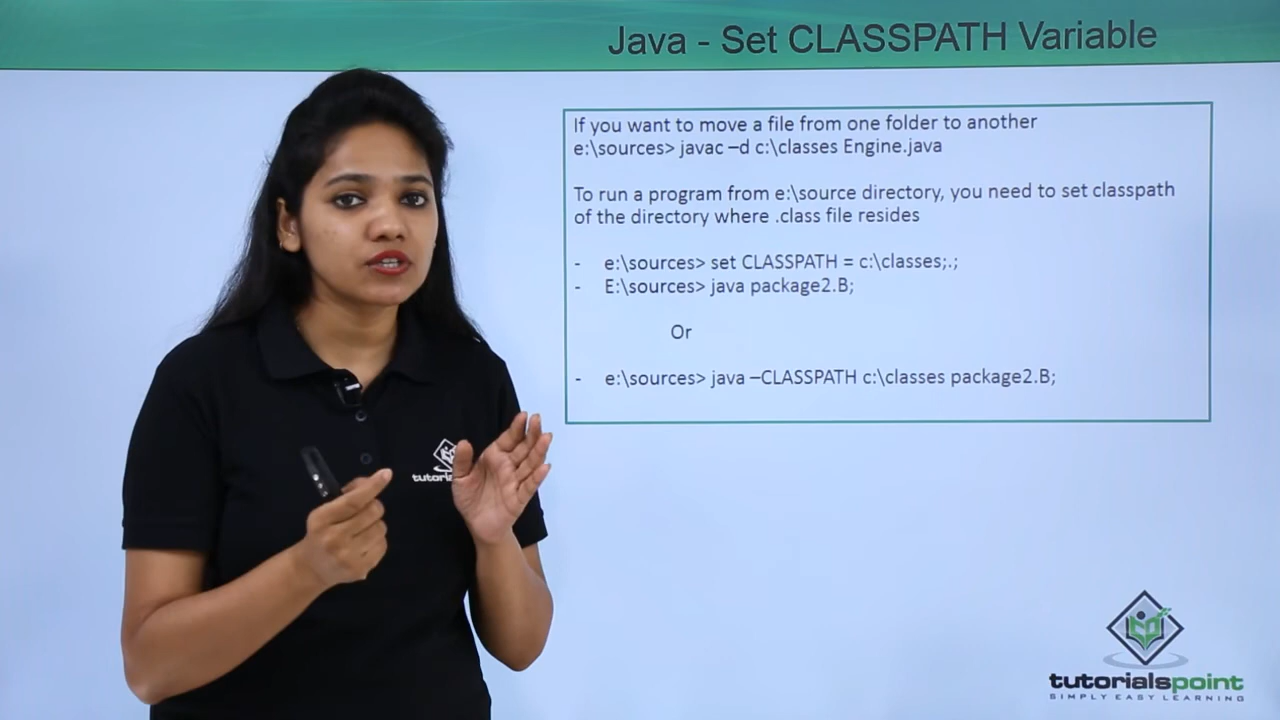 Java - Set CLASSPATH Variable
If you want to move a file from one folder to another
e:\sources> javac –d c:\classes Engine.java
To run a program from e:\source directory, you need to set classpath
of the directory where .class file resides
- e:\sources> set CLASSPATH = c:\classes;.;
- E:\sources> java package2.B;
Or
- e:\sources> java –CLASSPATH c:\classes package2.B;
tutorialspoint
SIMPLY EASY LEARNING